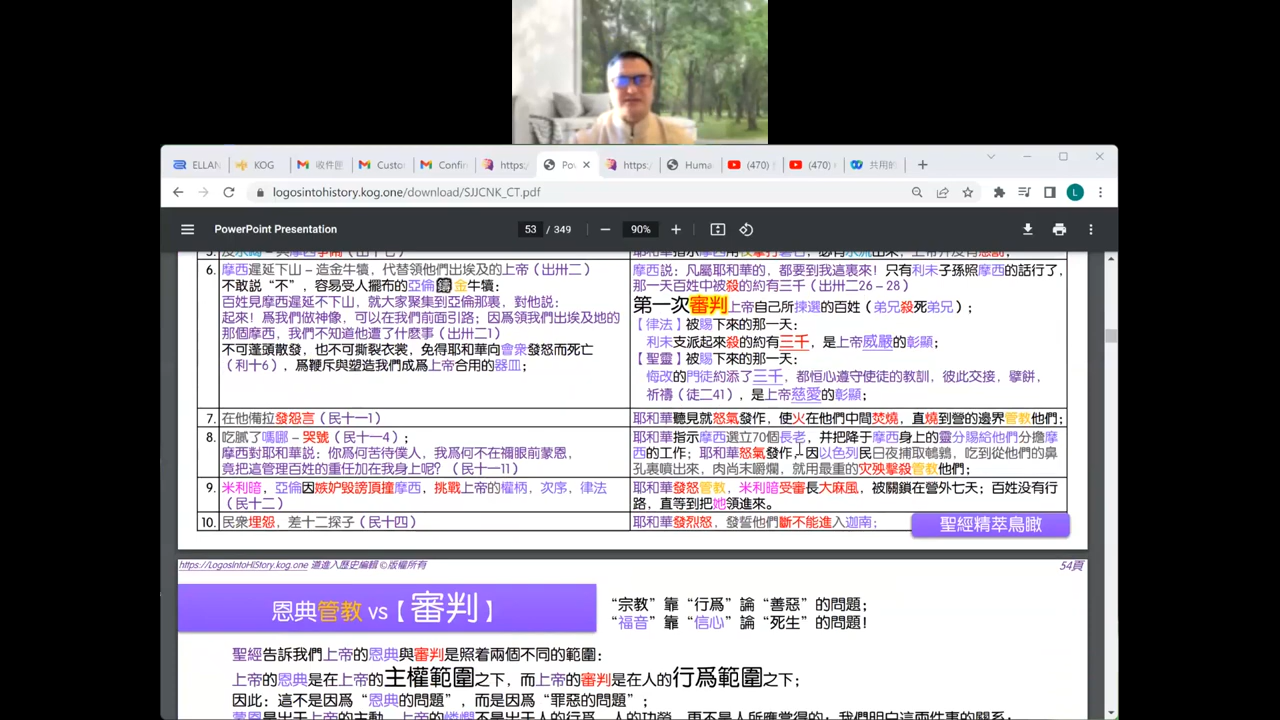 ELLAN
KOG
收件匣
Custo
Confir
https:/
Pow
https:/
Huma
(470)
(470)
共用的
logosintohistory.kog.one/download/SJJCNK_CT.pdf
L
PowerPoint Presentation
53 / 349
90%
6. 摩西遲延下山 – 造金牛犢，代替領他們出埃及的上帝（出卅二）
不敢説“不”，容易受人擺布的亞倫鑄金牛犢:
百姓見摩西遲延不下山，就大家聚集到亞倫那裏，對他説:
起來！爲我們做神像，可以在我們前面引路；因爲領我們出埃及地的
那個摩西，我們不知道他遭了什麽事（出卅二1）
不可蓬頭散發，也不可撕裂衣裳，免得耶和華向會衆發怒而死亡
（利十6），爲鞭斥與塑造我們成爲上帝合用的器皿；
摩西説：凡屬耶和華的，都要到我這裏來！只有利未子孫照摩西的話行了，
那一天百姓中被殺的約有三千（出卅二26 – 28）
第一次審判上帝自己所揀選的百姓（弟兄殺死弟兄）；
【律法】被賜下來的那一天:
利未支派起來殺的約有三千，是上帝威嚴的彰顯；
【聖靈】被賜下來的那一天:
悔改的門徒約添了三千，都恒心遵守使徒的教訓，彼此交接，擘餅，
祈禱（徒二41），是上帝慈愛的彰顯；
7. 在他備拉發怨言（民十一1）
耶和華聽見就怒氣發作，使火在他們中間焚燒，直燒到營的邊界管教他們；
8. 吃膩了嗎哪 – 哭號（民十一4）；
摩西對耶和華説：你爲何苦待僕人，我爲何不在禰眼前蒙恩，
竟把這管理百姓的重任加在我身上呢？（民十一11）
耶和華指示摩西選立70個長老，并把降于摩西身上的靈分賜給他們分擔摩
西的工作；耶和華怒氣發作，因以色列民日夜捕取鵪鶉，吃到從他們的鼻
孔裏噴出來，肉尚未嚼爛，就用最重的灾殃擊殺管教他們；
9. 米利暗，亞倫因嫉妒毀謗頂撞摩西，挑戰上帝的權柄，次序，律法
（民十二）
耶和華發怒管教，米利暗受審長大麻風，被關鎖在營外七天；百姓没有行
路，直等到把她領進來。
10. 民衆埋怨，差十二探子（民十四）
耶和華發烈怒，發誓他們斷不能進入迦南；
聖經精萃鳥瞰
https://LogosIntoHiStory.kog.one 道進入歷史編輯 ©版權所有
54頁
恩典管教 vs【審判】
“宗教”靠“行爲”論“善惡”的問題；
“福音”靠“信心”論“死生”的問題！
聖經告訴我們上帝的恩典與審判是照着兩個不同的範圍:
上帝的恩典是在上帝的主權範圍之下，而上帝的審判是在人的行爲範圍之下；
因此：這不是因爲“恩典的問題”，而是因爲“罪惡的問題”；